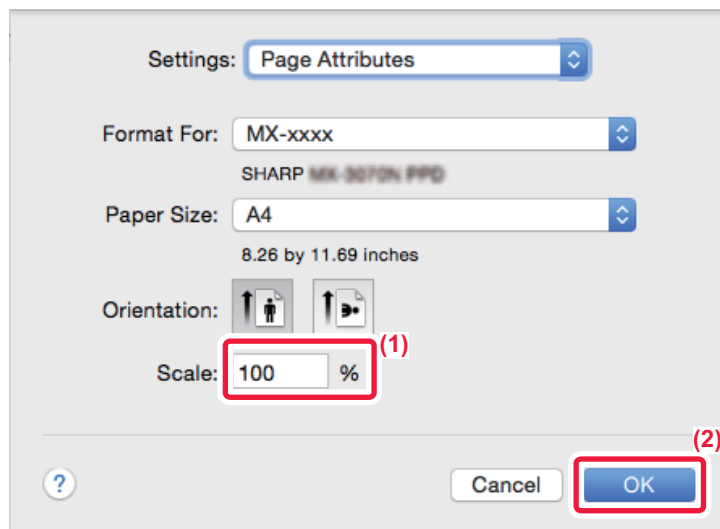 Settings: Page Attributes
Format For: MX-xxxx
SHARP
Paper Size: A4
8.26 by 11.69 inches
Orientation:
(1)
Scale: 100 %
(2)
? Cancel OK